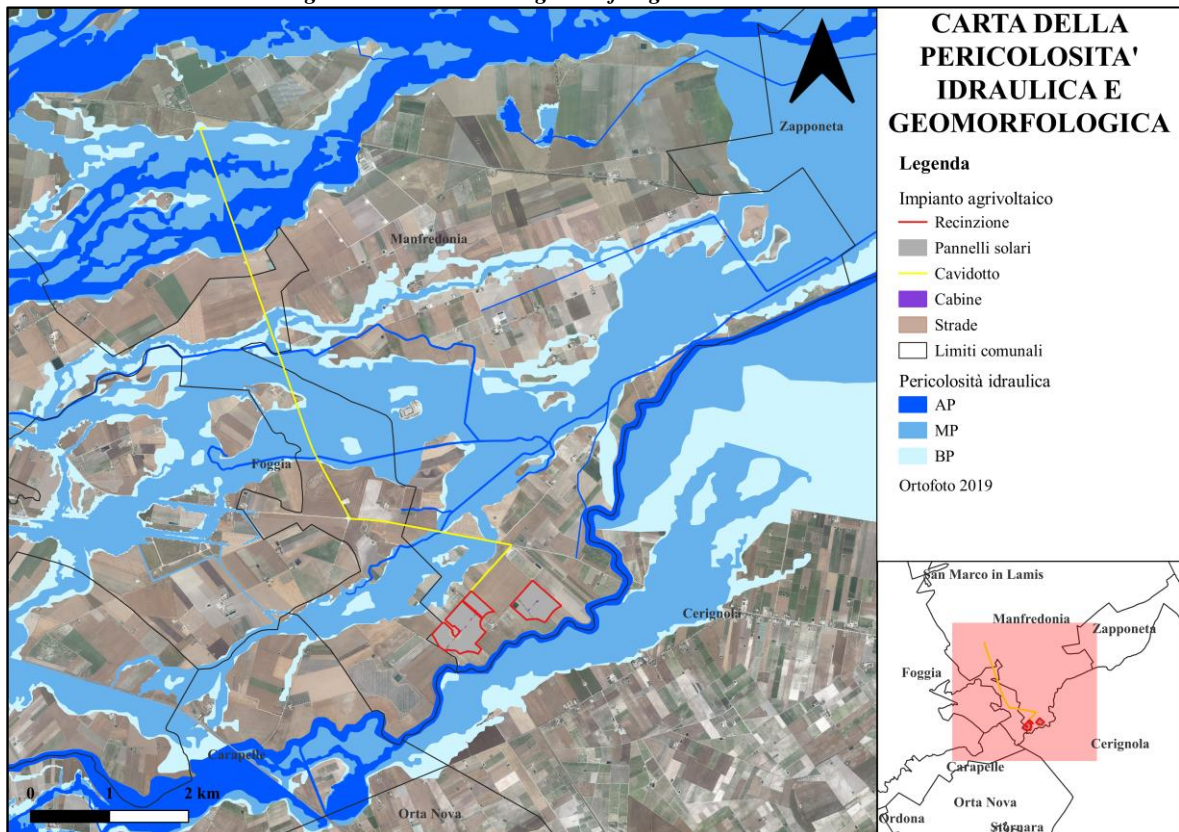 CARTA DELLA
PERICOLOSITA'
IDRAULICA E
GEOMORFOLOGICA
Legenda
Impianto agrivoltaico
Recinzione
Pannelli solari
Cavidotto
Cabine
Strade
Limiti comunali
Pericolosità idraulica
AP
MP
BP
Ortofoto 2019
Zapponeta
Manfredonia
Foggia
Cerignola
Carapelle
Orta Nova
0 1 2 km
San Marco in Lamis
Manfredonia
Zapponeta
Foggia
Cerignola
Carapelle
Orta Nova
Ordona